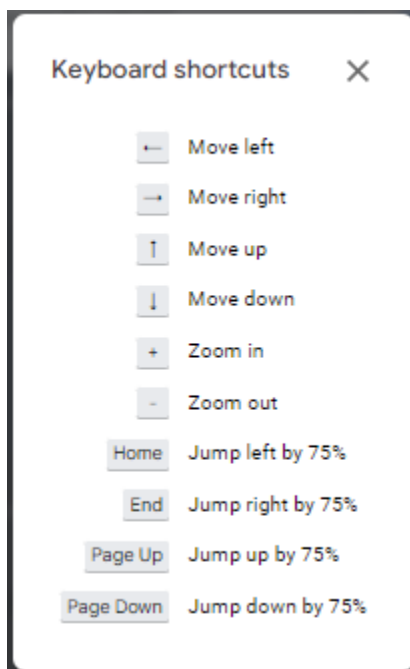 Keyboard shortcuts
← Move left
→ Move right
↑ Move up
↓ Move down
+ Zoom in
- Zoom out
Home Jump left by 75%
End Jump right by 75%
Page Up Jump up by 75%
Page Down Jump down by 75%